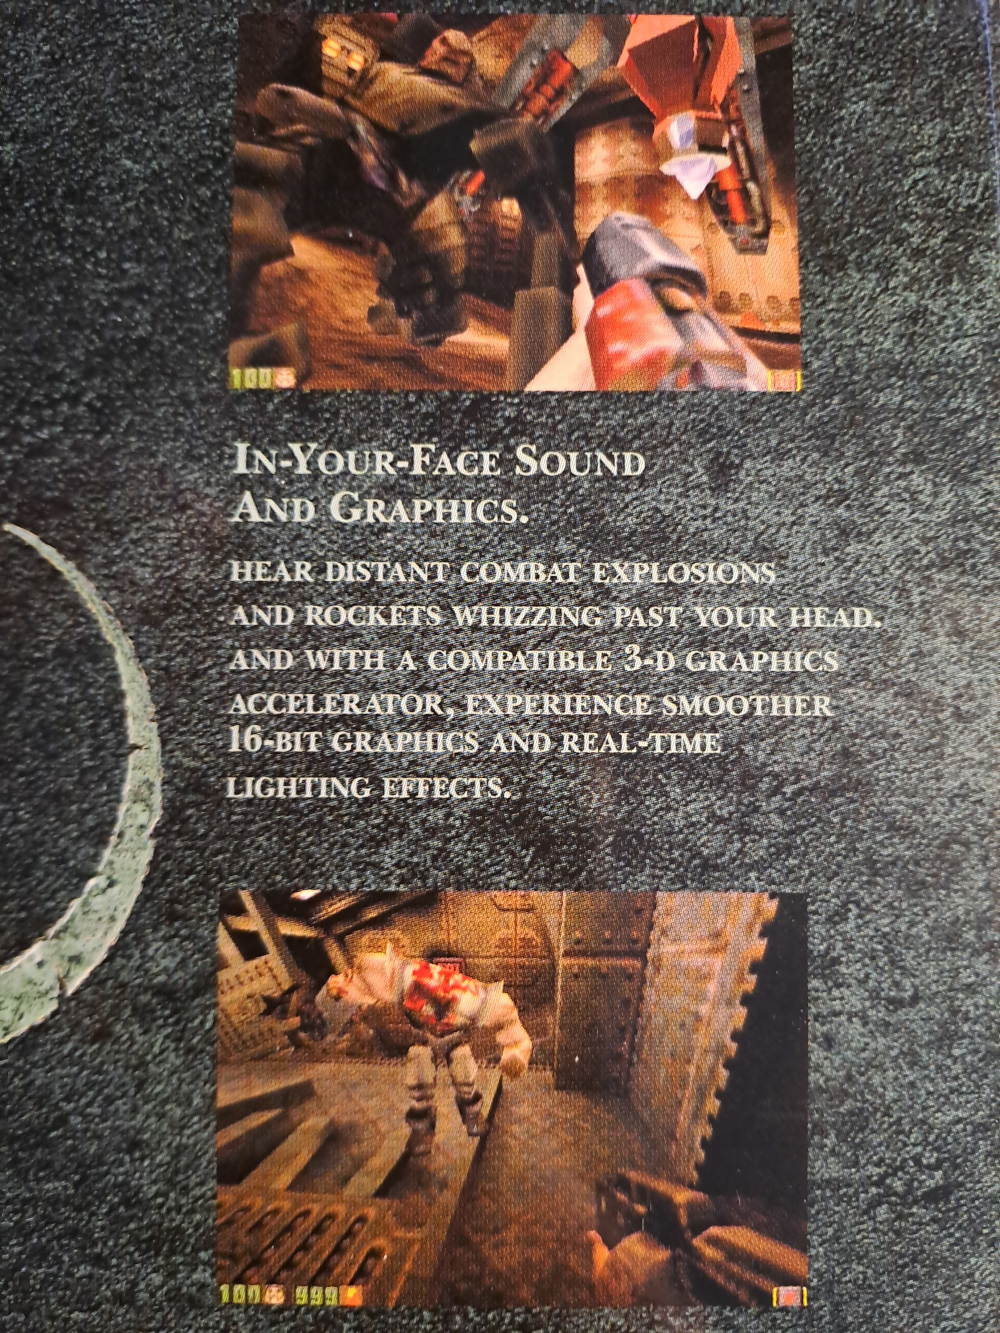 100
IN-YOUR-FACE SOUND
AND GRAPHICS.
HEAR DISTANT COMBAT EXPLOSIONS
AND ROCKETS WHIZZING PAST YOUR HEAD.
AND WITH A COMPATIBLE 3-D GRAPHICS
ACCELERATOR, EXPERIENCE SMOOTHER
16-BIT GRAPHICS AND REAL-TIME
LIGHTING EFFECTS.
100 999